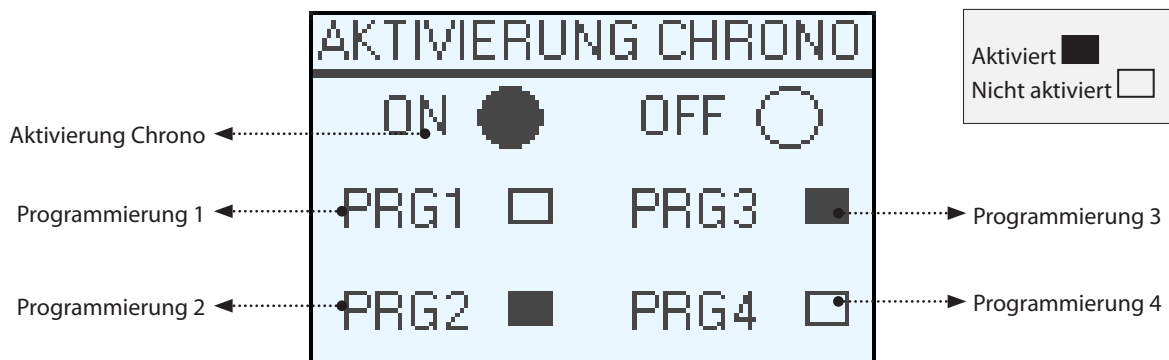 AKTIVIERUNG CHRONO
Aktiviert
Nicht aktiviert
ON OFF
Aktivierung Chrono
PRG1 PRG3
Programmierung 1
Programmierung 3
PRG2 PRG4
Programmierung 2
Programmierung 4